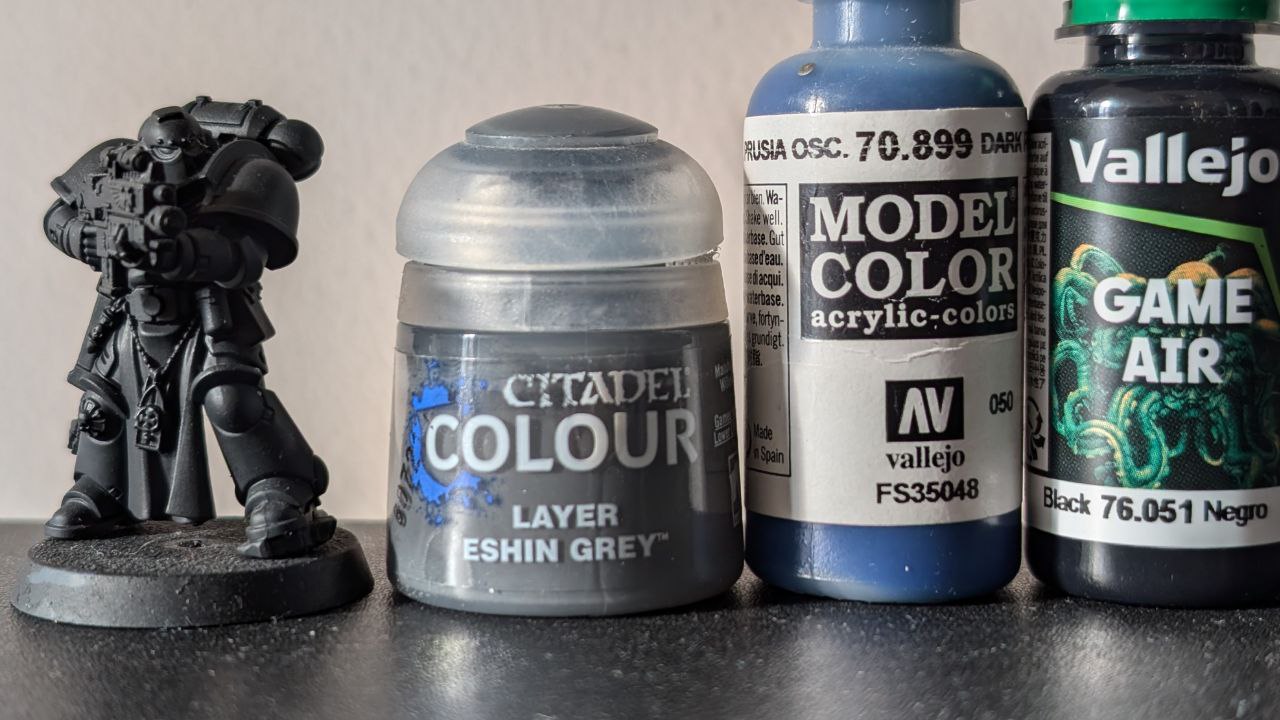 CITADEL
COLOUR
LAYER
ESHIN GREY™
PRUSIA OSC. 70.899 DARK
MODEL
COLOR
acrylic-colors
AV
vallejo
FS35048
050
Made
in Spain
Vallejo
GAME
AIR
Black 76.051 Negro